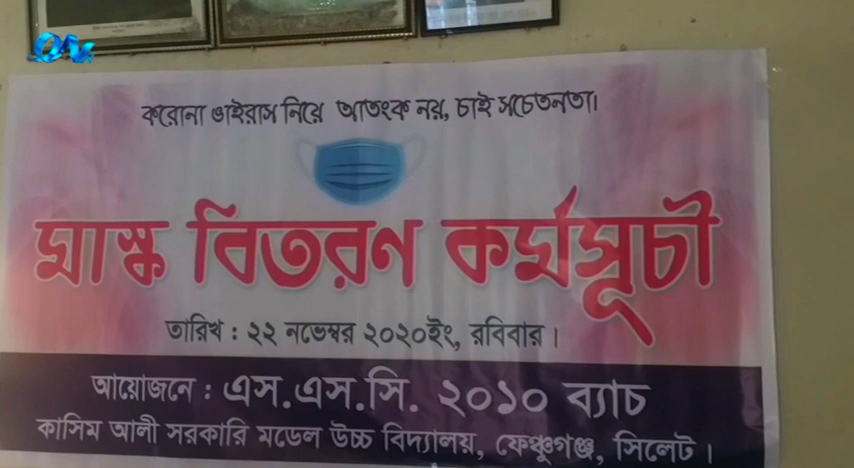 করোনা ভাইরাস নিয়ে আতংক নয়, চাই সচেতনতা।
মাস্ক বিতরণ কর্মসূচী
তারিখ : ২২ নভেম্বর ২০২০ইং, রবিবার।
আয়োজনে : এস.এস.সি. ২০১০ ব্যাচ
কাসিম আলী সরকারি মডেল উচ্চ বিদ্যালয়, ফেঞ্চুগঞ্জ, সিলেট।